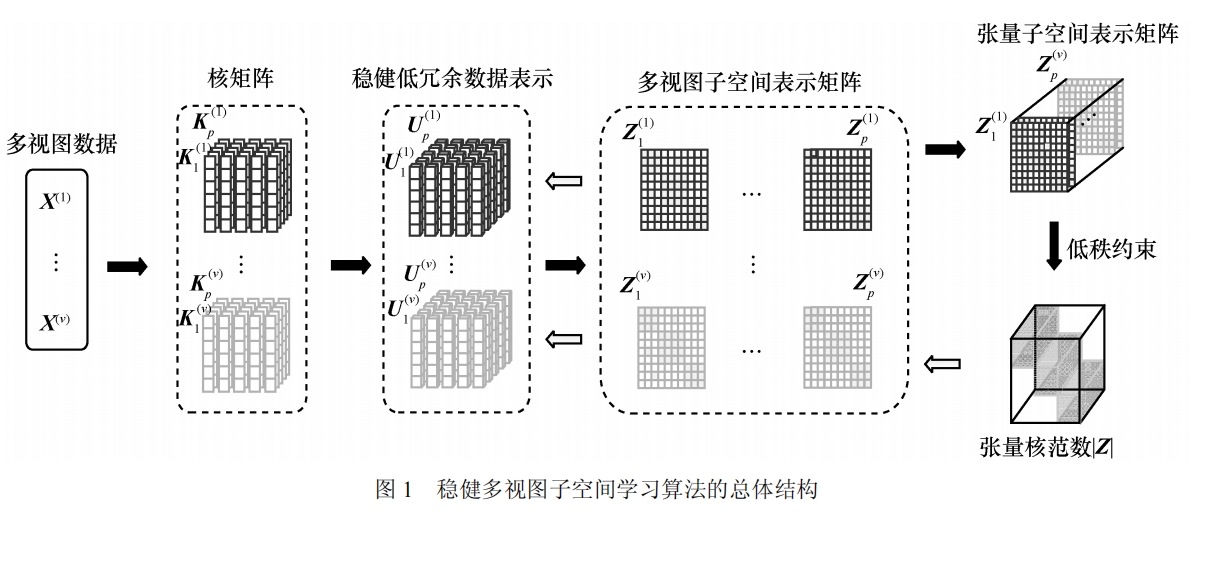 多视图数据
X^(1)
⋮
X^(v)
核矩阵
K_p^(1)
K_1^(1)
⋮
K_p^(v)
K_1^(v)
稳健低冗余数据表示
U_p^(1)
U_1^(1)
⋮
U_p^(v)
U_1^(v)
多视图子空间表示矩阵
Z_1^(1) ... Z_p^(1)
⋮
Z_1^(v) ... Z_p^(v)
张量子空间表示矩阵
Z_p^(v)
Z_1^(1)
...
低秩约束
张量核范数|Z|
图 1 稳健多视图子空间学习算法的总体结构